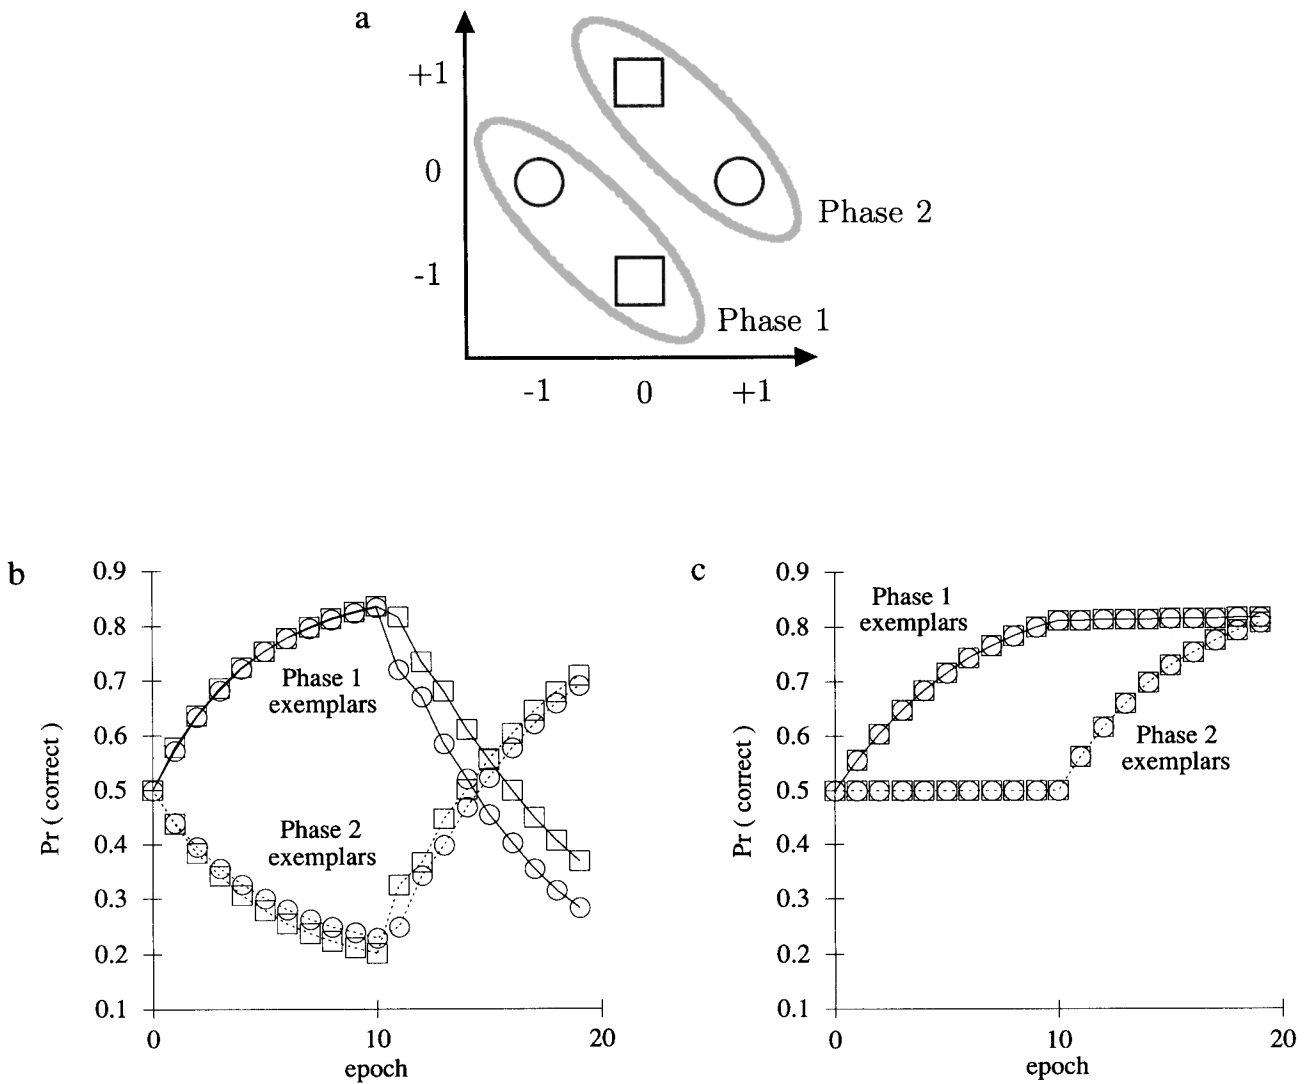 a
+1
0
-1
Phase 2
Phase 1
-1 0 +1
b
0.9
0.8
0.7
0.6
0.5
0.4
0.3
0.2
0.1
Pr ( correct )
Phase 1
exemplars
Phase 2
exemplars
0 10 20
epoch
c
0.9
0.8
0.7
0.6
0.5
0.4
0.3
0.2
0.1
Pr ( correct )
Phase 1
exemplars
Phase 2
exemplars
0 10 20
epoch